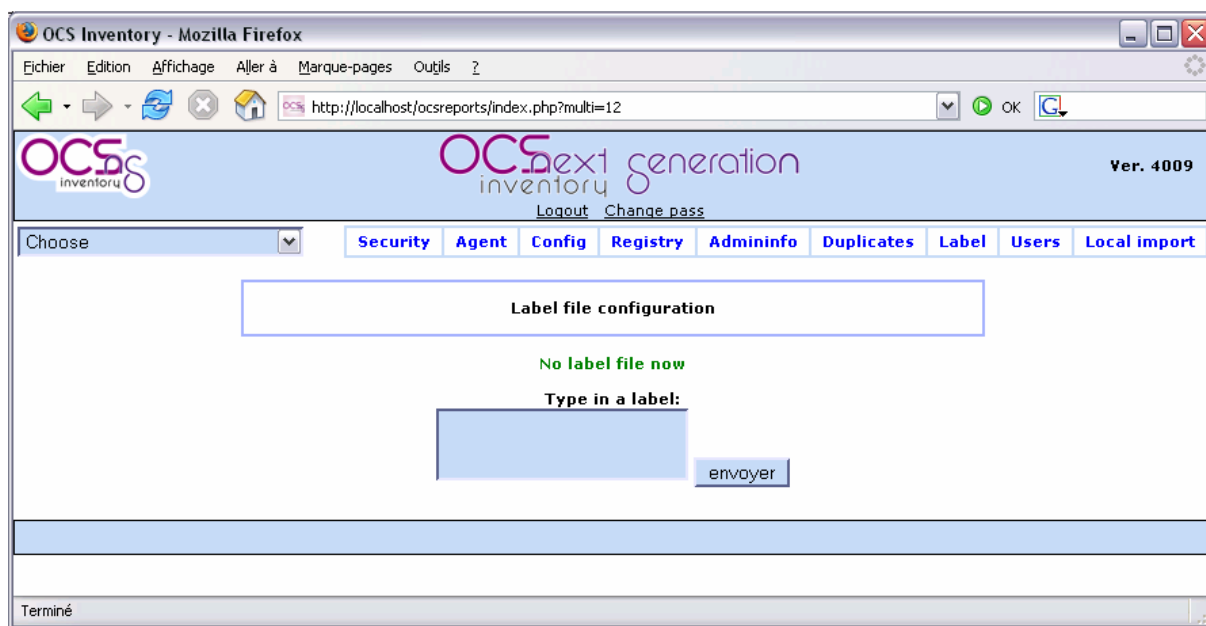 OCS Inventory - Mozilla Firefox
Fichier Edition Affichage Aller à Marque-pages Outils ?
http://localhost/ocsreports/index.php?multi=12 OK G
OCS ng inventory
OCS next generation inventory
Ver. 4009
Logout Change pass
Choose Security Agent Config Registry Admininfo Duplicates Label Users Local import
Label file configuration
No label file now
Type in a label:
envoyer
Terminé